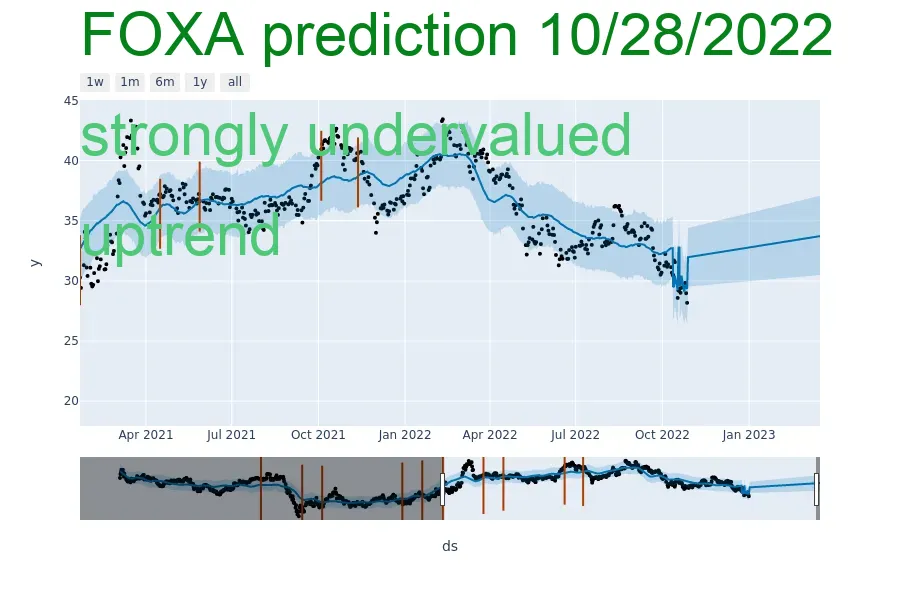 FOXA prediction 10/28/2022
1w 1m 6m 1y all
strongly undervalued
uptrend
45
40
35
30
25
20
y
Apr 2021 Jul 2021 Oct 2021 Jan 2022 Apr 2022 Jul 2022 Oct 2022 Jan 2023
ds